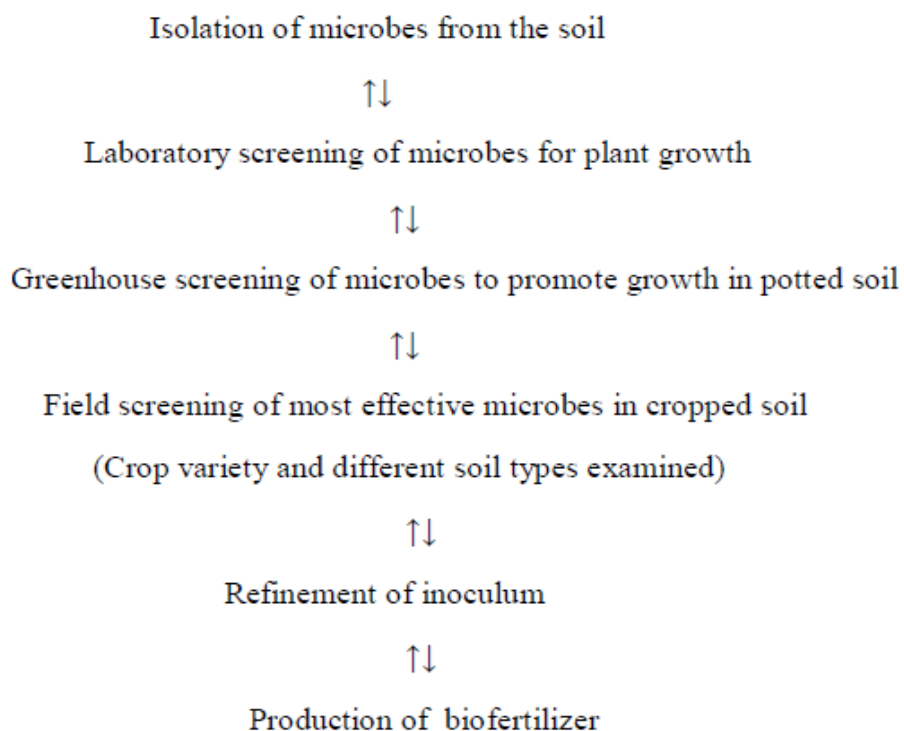 Isolation of microbes from the soil
↑↓
Laboratory screening of microbes for plant growth
↑↓
Greenhouse screening of microbes to promote growth in potted soil
↑↓
Field screening of most effective microbes in cropped soil
(Crop variety and different soil types examined)
↑↓
Refinement of inoculum
↑↓
Production of biofertilizer